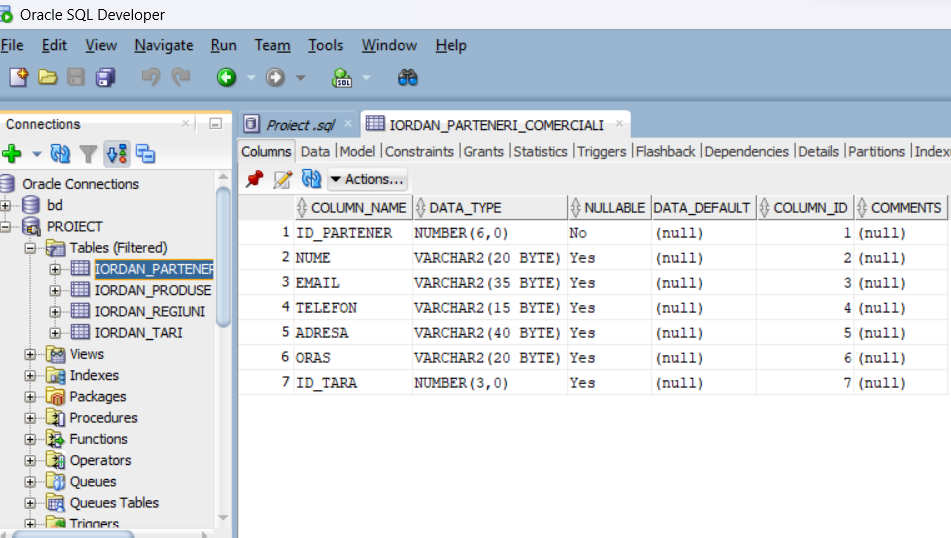 Oracle SQL Developer
File Edit View Navigate Run Team Tools Window Help
SQL
Connections
Project .sql
IORDAN_PARTENERI_COMERCIALI
Columns Data Model Constraints Grants Statistics Triggers Flashback Dependencies Details Partitions Indexe
Actions...
Oracle Connections
bd
PROIECT
Tables (Filtered)
IORDAN_PARTENER
IORDAN_PRODUSE
IORDAN_REGIUNI
IORDAN_TARI
Views
Indexes
Packages
Procedures
Functions
Operators
Queues
Queues Tables
Triggers
COLUMN_NAME DATA_TYPE NULLABLE DATA_DEFAULT COLUMN_ID COMMENTS
1 ID_PARTENER NUMBER(6,0) No (null) 1 (null)
2 NUME VARCHAR2(20 BYTE) Yes (null) 2 (null)
3 EMAIL VARCHAR2(35 BYTE) Yes (null) 3 (null)
4 TELEFON VARCHAR2(15 BYTE) Yes (null) 4 (null)
5 ADRESA VARCHAR2(40 BYTE) Yes (null) 5 (null)
6 ORAS VARCHAR2(20 BYTE) Yes (null) 6 (null)
7 ID_TARA NUMBER(3,0) Yes (null) 7 (null)